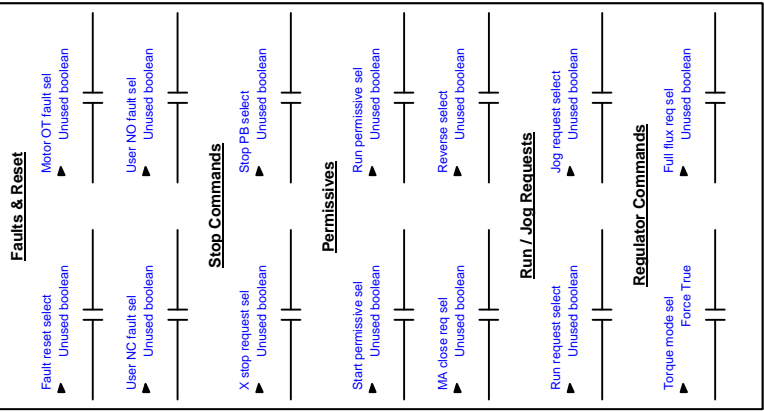 Faults & Reset
Fault reset select
Unused boolean
Motor OT fault sel
Unused boolean
User NC fault sel
Unused boolean
User NO fault sel
Unused boolean
Stop Commands
X stop request sel
Unused boolean
Stop PB select
Unused boolean
Permissives
Start permissive sel
Unused boolean
Run permissive sel
Unused boolean
MA close req sel
Unused boolean
Reverse select
Unused boolean
Run / Jog Requests
Run request select
Unused boolean
Jog request select
Unused boolean
Regulator Commands
Torque mode sel
Force True
Full flux req sel
Unused boolean